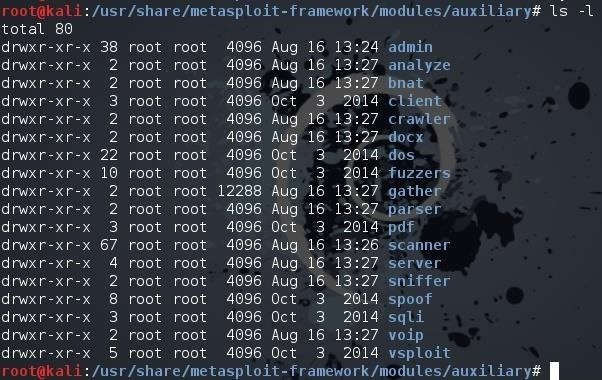 root@kali:/usr/share/metasploit-framework/modules/auxiliary# ls -l
total 80
drwxr-xr-x 38 root root  4096 Aug 16 13:24 admin
drwxr-xr-x  2 root root  4096 Aug 16 13:27 analyze
drwxr-xr-x  2 root root  4096 Aug 16 13:27 bnat
drwxr-xr-x  3 root root  4096 Oct  3  2014 client
drwxr-xr-x  2 root root  4096 Aug 16 13:27 crawler
drwxr-xr-x  2 root root  4096 Aug 16 13:27 docx
drwxr-xr-x 22 root root  4096 Oct  3  2014 dos
drwxr-xr-x 10 root root  4096 Oct  3  2014 fuzzers
drwxr-xr-x  2 root root 12288 Aug 16 13:27 gather
drwxr-xr-x  2 root root  4096 Aug 16 13:27 parser
drwxr-xr-x  3 root root  4096 Oct  3  2014 pdf
drwxr-xr-x 67 root root  4096 Aug 16 13:26 scanner
drwxr-xr-x  4 root root  4096 Aug 16 13:27 server
drwxr-xr-x  2 root root  4096 Aug 16 13:27 sniffer
drwxr-xr-x  8 root root  4096 Oct  3  2014 spoof
drwxr-xr-x  3 root root  4096 Oct  3  2014 sqli
drwxr-xr-x  2 root root  4096 Aug 16 13:27 voip
drwxr-xr-x  5 root root  4096 Oct  3  2014 vsploit
root@kali:/usr/share/metasploit-framework/modules/auxiliary#